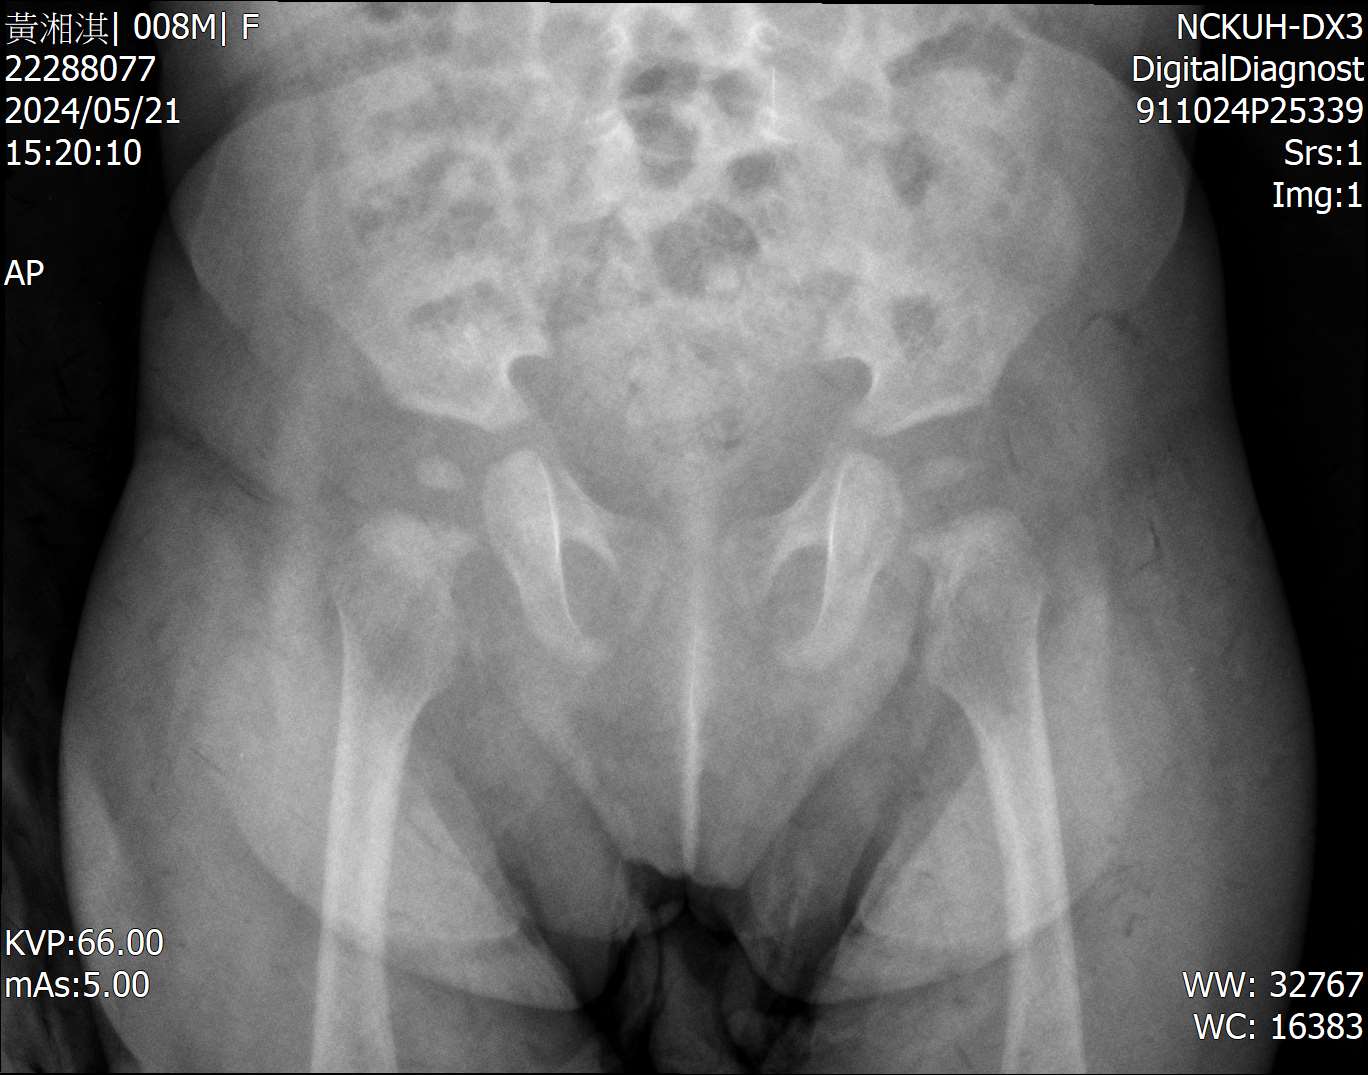 黃湘淇| 008M| F
22288077
2024/05/21
15:20:10
AP
NCKUH-DX3
DigitalDiagnost
911024P25339
Srs:1
Img:1
KVP:66.00
mAs:5.00
WW: 32767
WC: 16383